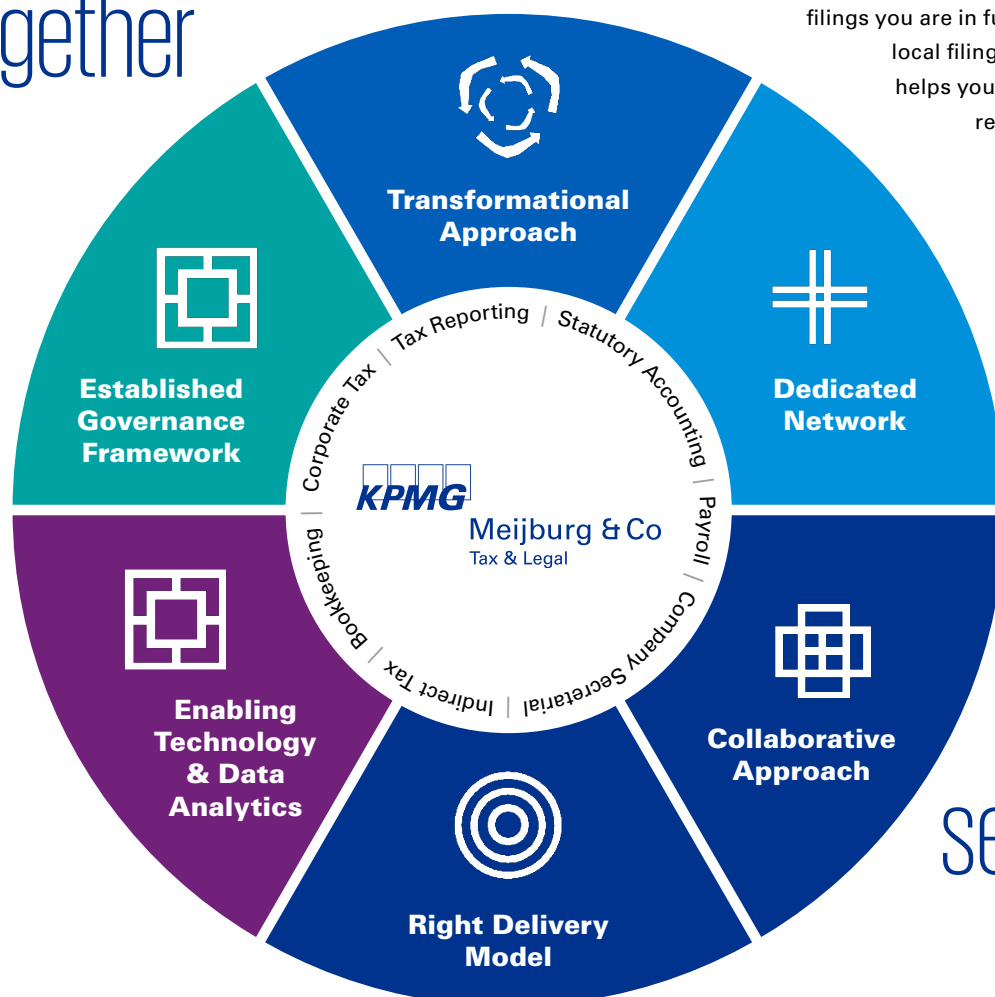 gether
filings you are in fu
local filing
helps you
re
Transformational
Approach
Established
Governance
Framework
Dedicated
Network
Tax Reporting | Statutory Accounting | Payroll | Company Secretarial | Indirect Tax | Bookkeeping | Corporate Tax |
KPMG
Meijburg & Co
Tax & Legal
Enabling
Technology
& Data
Analytics
Collaborative
Approach
Right Delivery
Model
se